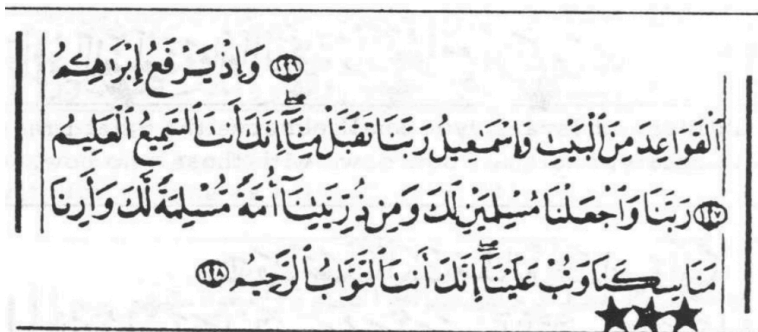 ١٢٦ وَإِذْ يَرْفَعُ إِبْرَٰهِـۧمُ
ٱلْقَوَاعِدَ مِنَ ٱلْبَيْتِ وَإِسْمَـٰعِيلُ رَبَّنَا تَقَبَّلْ مِنَّآ ۖ إِنَّكَ أَنتَ ٱلسَّمِيعُ ٱلْعَلِيمُ
١٢٧ رَبَّنَا وَٱجْعَلْنَا مُسْلِمَيْنِ لَكَ وَمِن ذُرِّيَّتِنَآ أُمَّةً مُّسْلِمَةً لَّكَ وَأَرِنَا
مَنَاسِكَنَا وَتُبْ عَلَيْنَآ ۖ إِنَّكَ أَنتَ ٱلتَّوَّابُ ٱلرَّحِيمُ ١٢٨